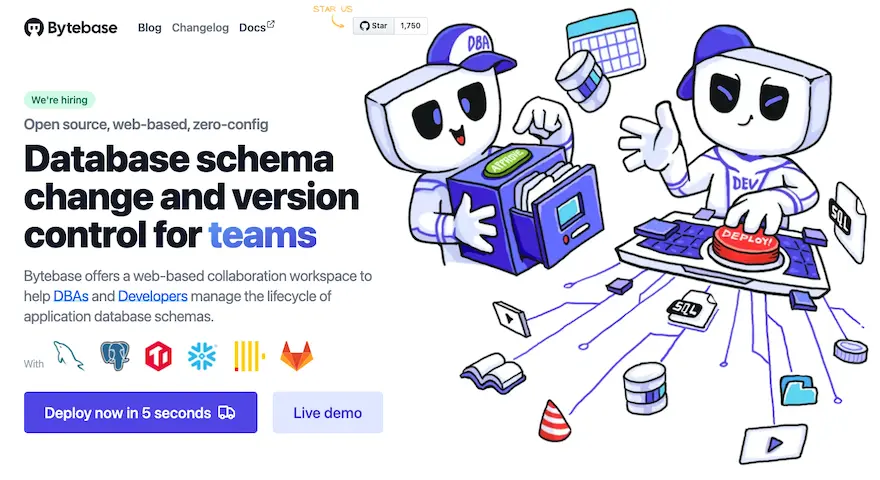 Bytebase
Blog
Changelog
Docs
STAR US
Star
1,750
We're hiring
Open source, web-based, zero-config
Database schema
change and version
control for teams
Bytebase offers a web-based collaboration workspace to
help DBAs and Developers manage the lifecycle of
application database schemas.
With
Deploy now in 5 seconds
Live demo
DBA
APPROVE
DEV
DEPLOY!
SQL
SQL